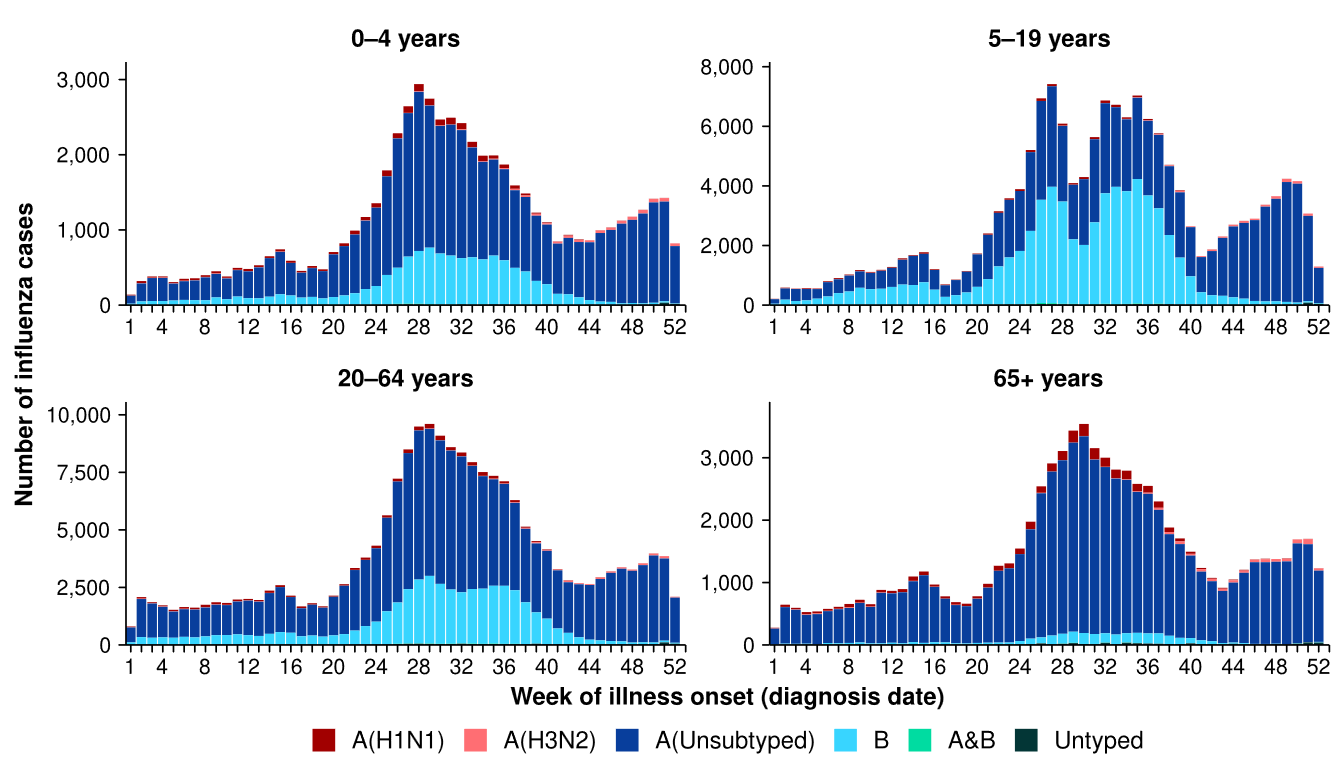 0–4 years
5–19 years
3,000
2,000
1,000
0
1 4 8 12 16 20 24 28 32 36 40 44 48 52
8,000
6,000
4,000
2,000
0
1 4 8 12 16 20 24 28 32 36 40 44 48 52
Number of influenza cases
20–64 years
65+ years
10,000
7,500
5,000
2,500
0
1 4 8 12 16 20 24 28 32 36 40 44 48 52
3,000
2,000
1,000
0
1 4 8 12 16 20 24 28 32 36 40 44 48 52
Week of illness onset (diagnosis date)
A(H1N1) A(H3N2) A(Unsubtyped) B A&B Untyped